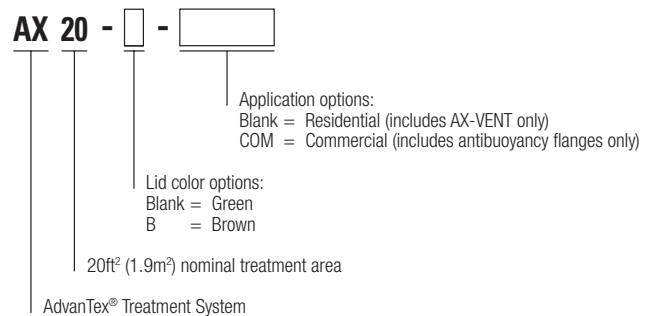 AX 20 - -
Application options:
Blank = Residential (includes AX-VENT only)
COM = Commercial (includes antibuoyancy flanges only)
Lid color options:
Blank = Green
B = Brown
20ft² (1.9m²) nominal treatment area
AdvanTex® Treatment System